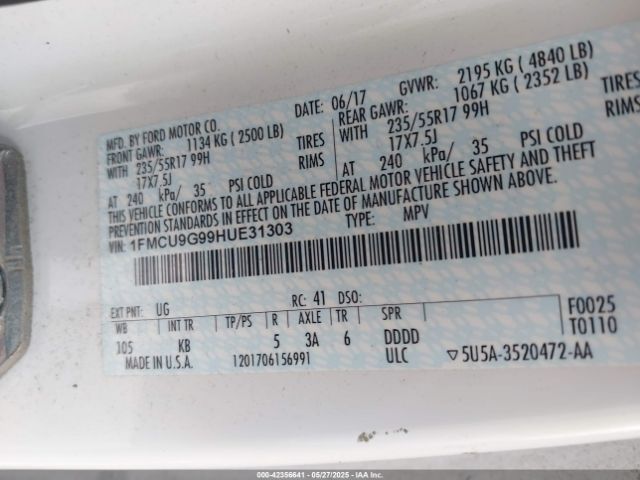 MFD. BY FORD MOTOR CO. DATE: 06/17 GVWR: 2195 KG ( 4840 LB)
FRONT GAWR: 1134 KG ( 2500 LB) REAR GAWR: 1067 KG ( 2352 LB)
WITH 235/55R17 99H TIRES WITH 235/55R17 99H
17X7.5J RIMS 17X7.5J
AT 240 kPa/ 35 PSI COLD AT 240 kPa/ 35 PSI COLD
THIS VEHICLE CONFORMS TO ALL APPLICABLE FEDERAL MOTOR VEHICLE SAFETY AND THEFT
PREVENTION STANDARDS IN EFFECT ON THE DATE OF MANUFACTURE SHOWN ABOVE.
VIN: 1FMCU9G99HUE31303 TYPE: MPV
EXT PNT: UG RC: 41 DSO:
WB INT TR TP/PS R AXLE TR SPR F0025
105 KB 5 3A 6 DDDD T0110
MADE IN U.S.A. 1201706156991 ULC ▽5U5A-3520472-AA
000-42356641 - 05/27/2025 - IAA Inc. Copyright